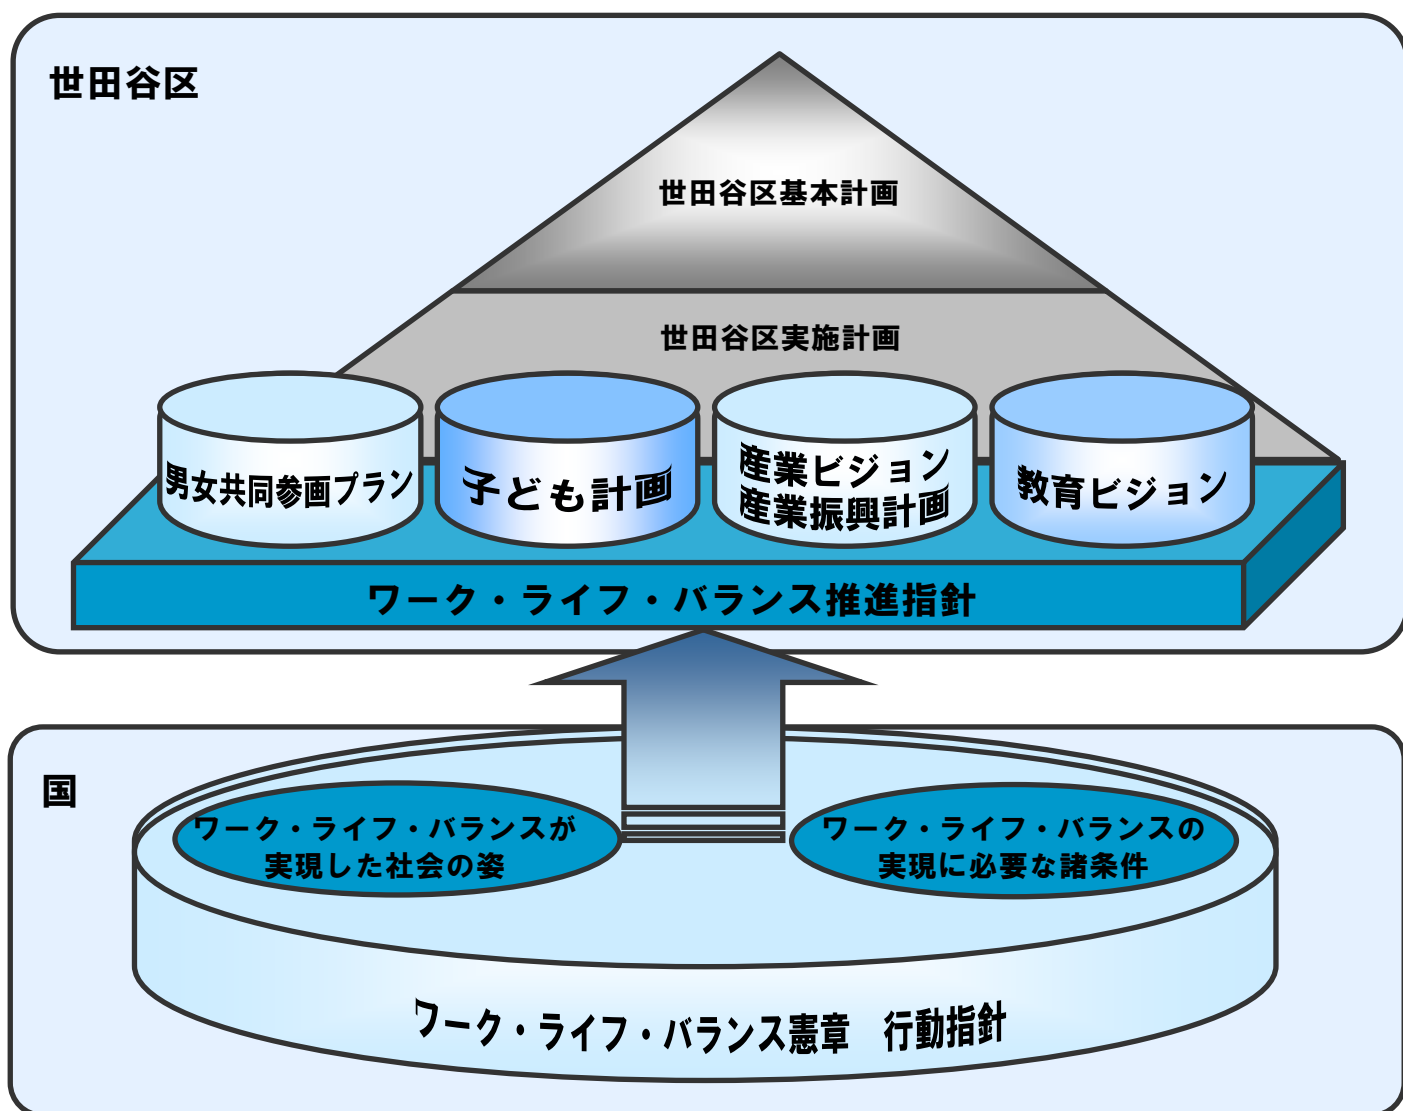 世田谷区
世田谷区基本計画
世田谷区実施計画
男女共同参画プラン
子ども計画
産業ビジョン
産業振興計画
教育ビジョン
ワーク・ライフ・バランス推進指針
国
ワーク・ライフ・バランスが
実現した社会の姿
ワーク・ライフ・バランスの
実現に必要な諸条件
ワーク・ライフ・バランス憲章　行動指針